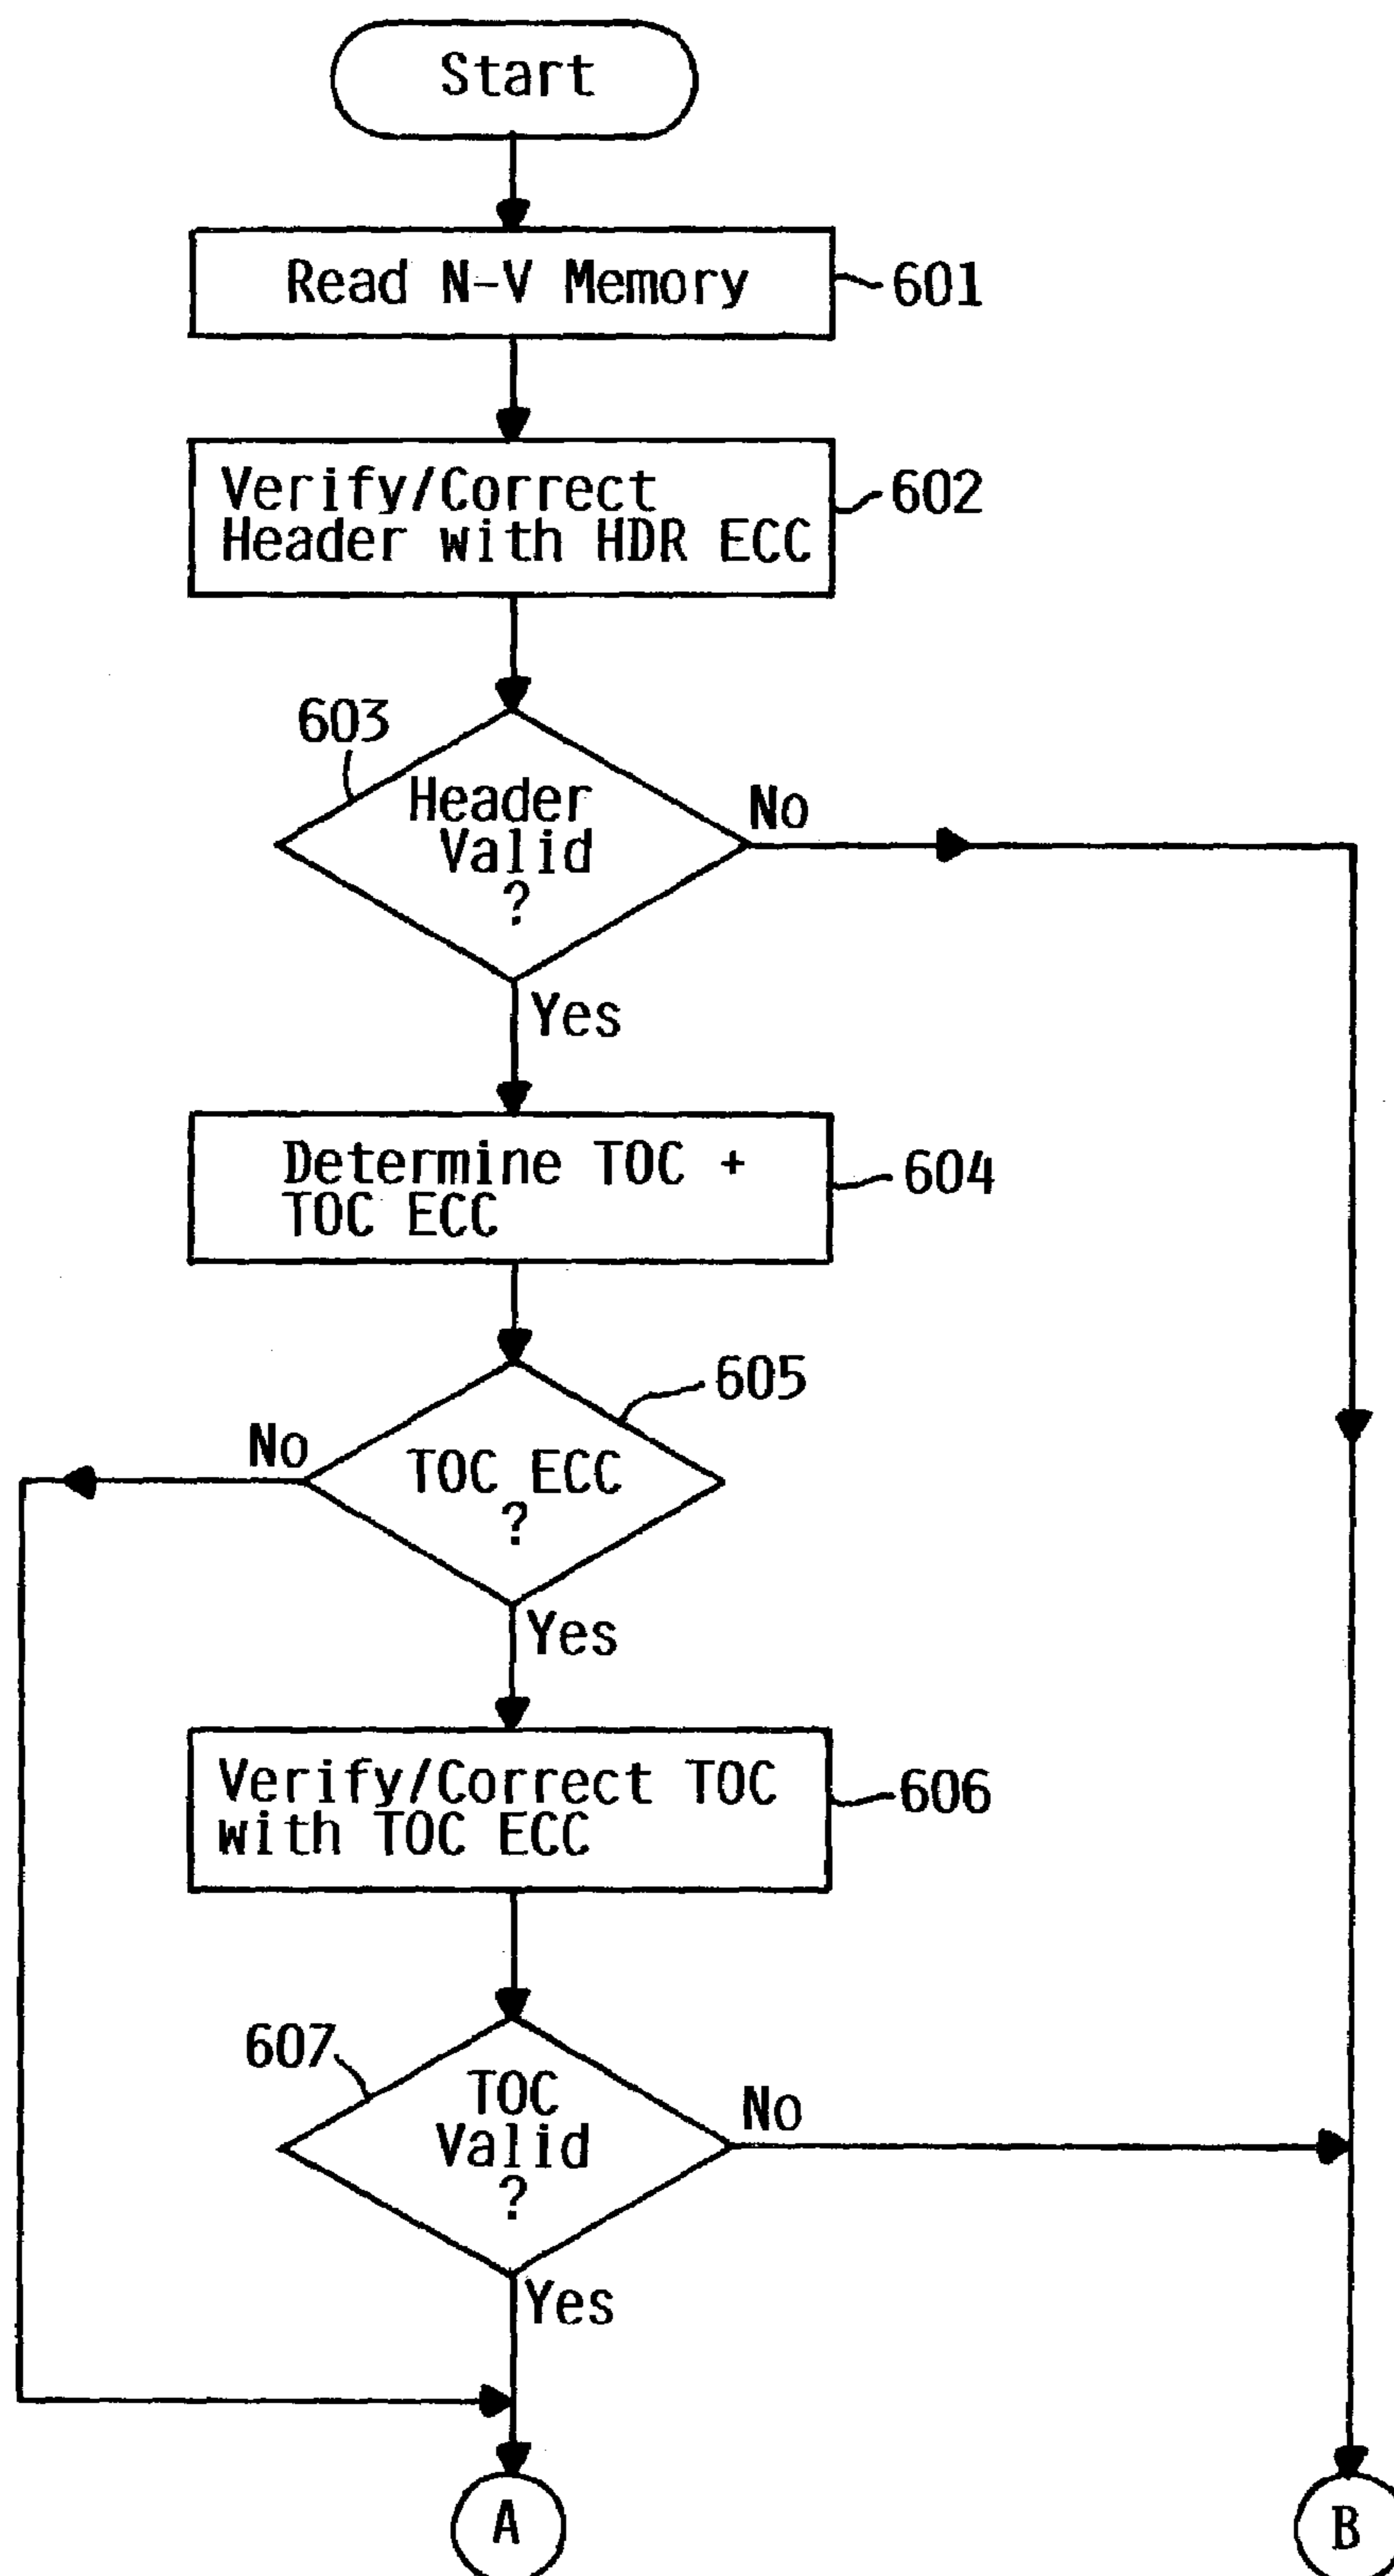 Start
Read N-V Memory
601
Verify/Correct
Header with HDR ECC
602
603
Header
Valid
?
No
Yes
Determine TOC +
TOC ECC
604
605
No
TOC ECC
?
Yes
Verify/Correct TOC
with TOC ECC
606
607
TOC
Valid
?
No
Yes
A
B